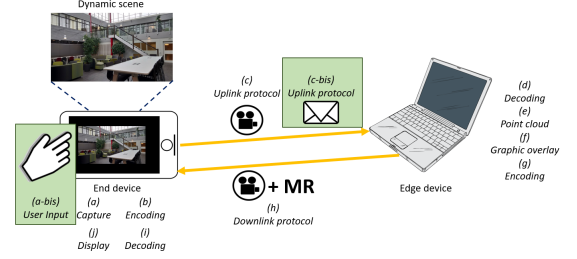 Dynamic scene
(c)
Uplink protocol
(c-bis)
Uplink protocol
(d)
Decoding
(e)
Point cloud
(f)
Graphic overlay
(g)
Encoding
(a-bis)
User Input
End device
(a)
Capture
(b)
Encoding
(j)
Display
(i)
Decoding
+ MR
(h)
Downlink protocol
Edge device